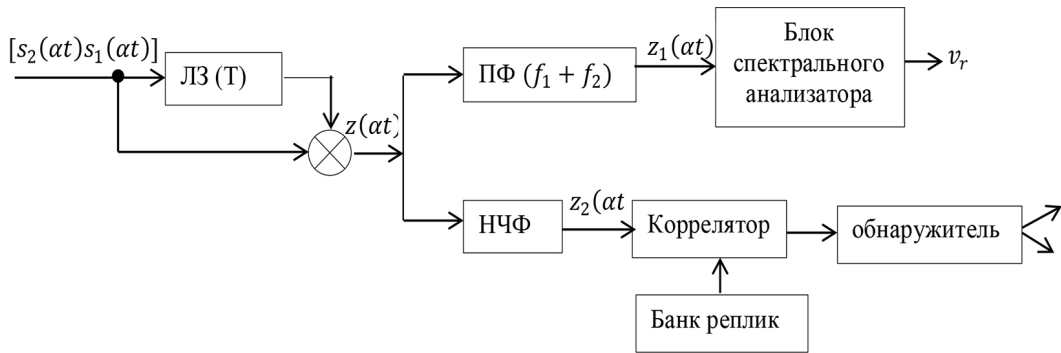 [s₂(αt)s₁(αt)]
ЛЗ (Т)
z(αt)
ПФ (f₁ + f₂)
z₁(αt)
Блок
спектрального
анализатора
vᵣ
НЧФ
z₂(αt
Коррелятор
обнаружитель
Банк реплик